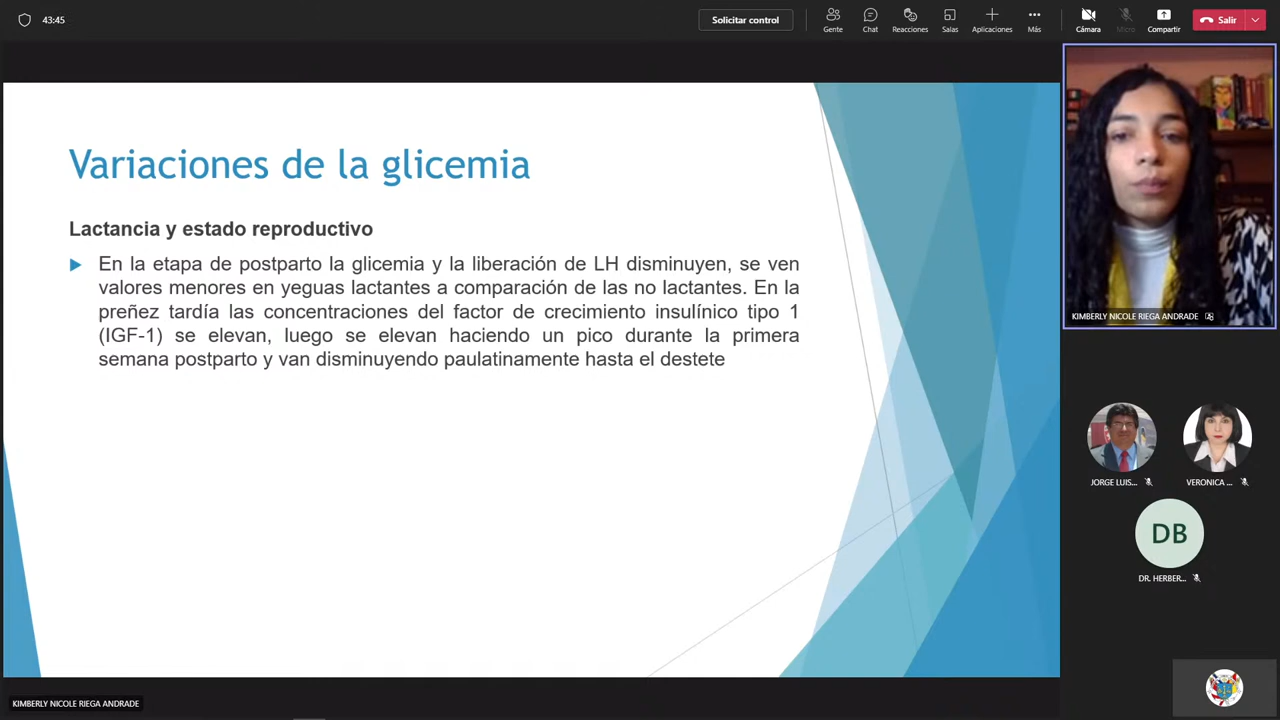 43:45
Solicitar control
Gente
Chat
Reacciones
Salas
Aplicaciones
Más
Cámara
Micro
Compartir
Salir
Variaciones de la glicemia
Lactancia y estado reproductivo
En la etapa de postparto la glicemia y la liberación de LH disminuyen, se ven
valores menores en yeguas lactantes a comparación de las no lactantes. En la
preñez tardía las concentraciones del factor de crecimiento insulínico tipo 1
(IGF-1) se elevan, luego se elevan haciendo un pico durante la primera
semana postparto y van disminuyendo paulatinamente hasta el destete
KIMBERLY NICOLE RIEGA ANDRADE
JORGE LUIS...
VERONICA ...
DB
DR. HERBER...
KIMBERLY NICOLE RIEGA ANDRADE